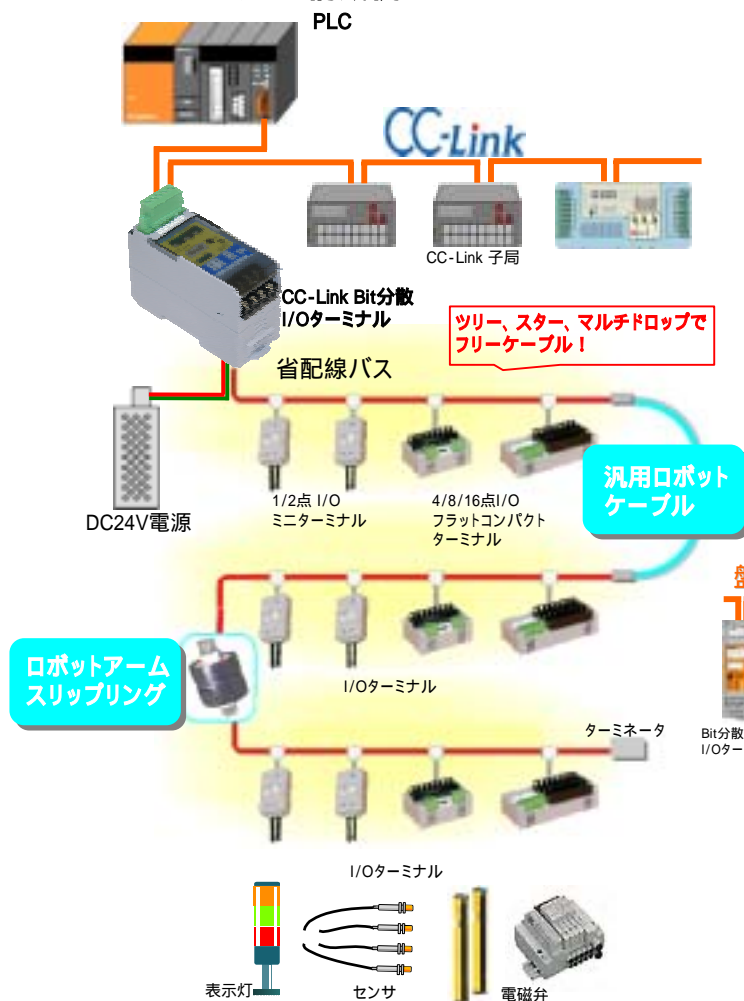 PLC
CC-Link
CC-Link 子局
CC-Link Bit分散
I/Oターミナル
ツリー、スター、マルチドロップで
フリーケーブル！
省配線バス
DC24V電源
1/2点 I/O
ミニターミナル
4/8/16点I/O
フラットコンパクト
ターミナル
汎用ロボット
ケーブル
ロボットアーム
スリップリング
I/Oターミナル
ターミネータ
Bit分散
I/Oター
I/Oターミナル
表示灯
センサ
電磁弁